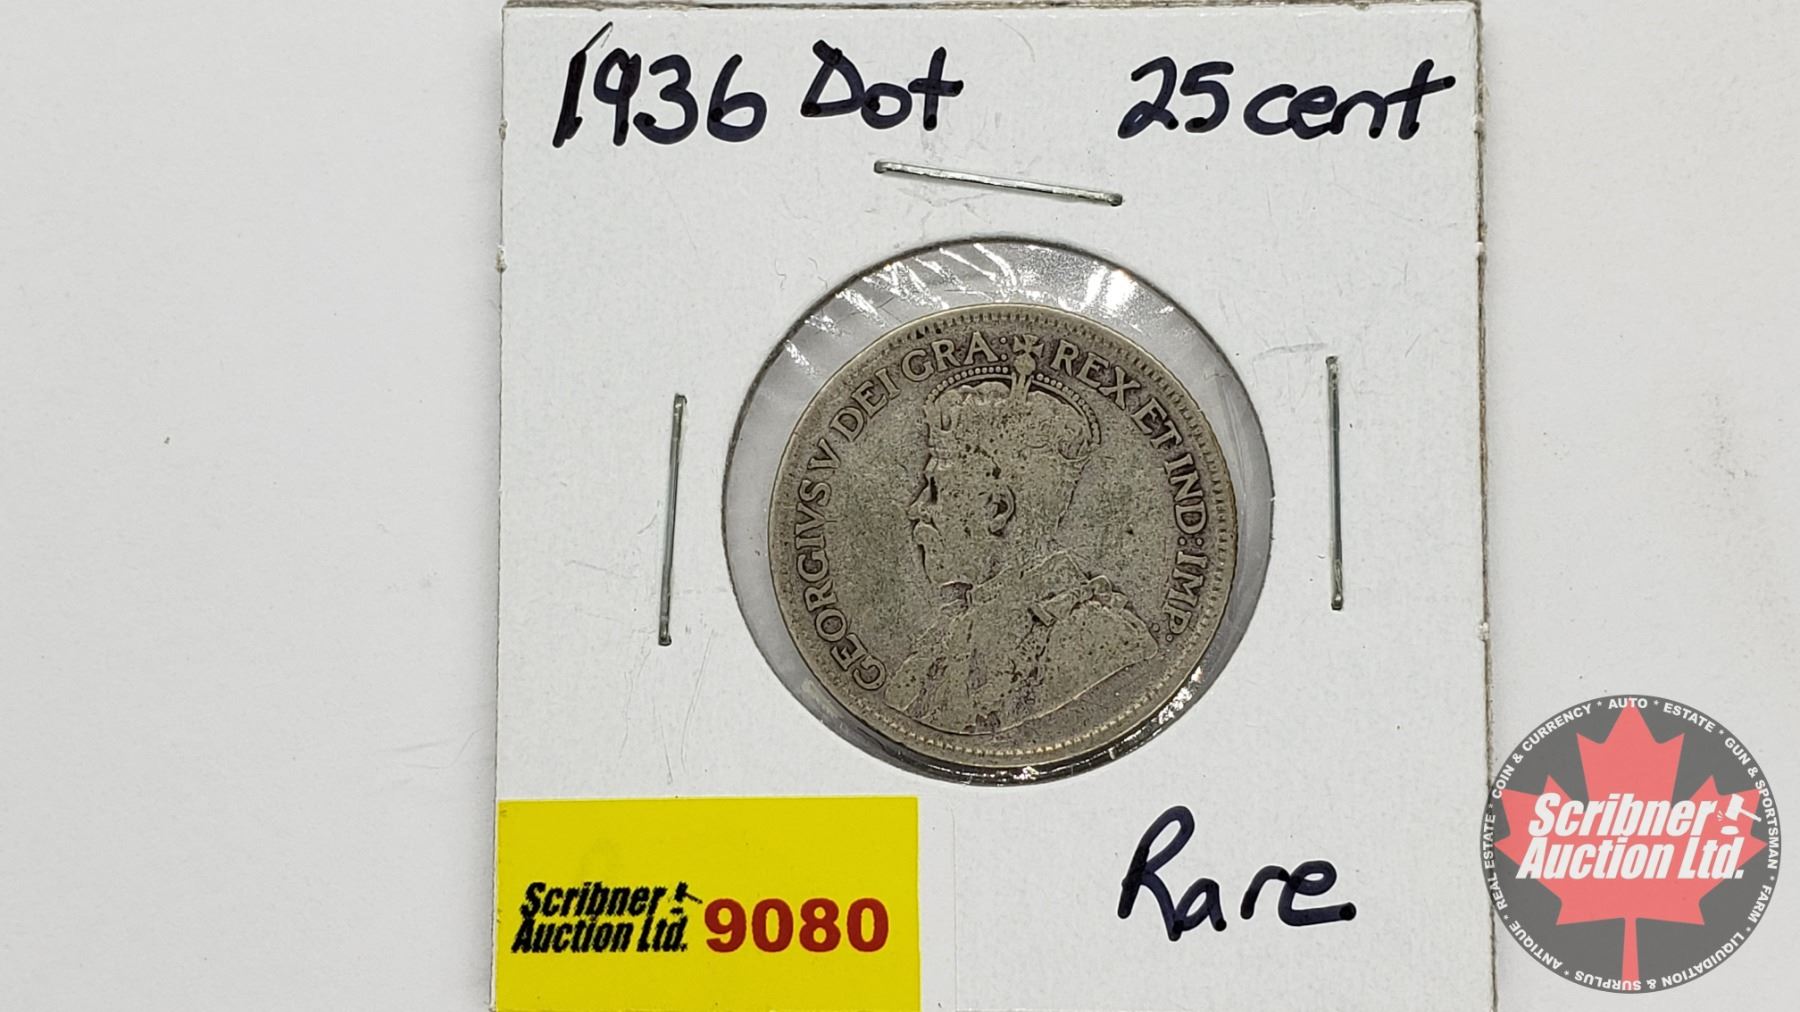 1936 Dot 25 cent
GEORGIVS V DEI GRA: REX ET IND: IMP:
Rare
Scribner
Auction Ltd. 9080
COIN & CURRENCY * AUTO * ESTATE * GUN & SPORTSMAN * FARM * LIQUIDATION & SURPLUS * ANTIQUE * REAL ESTATE *
Scribner
Auction Ltd.